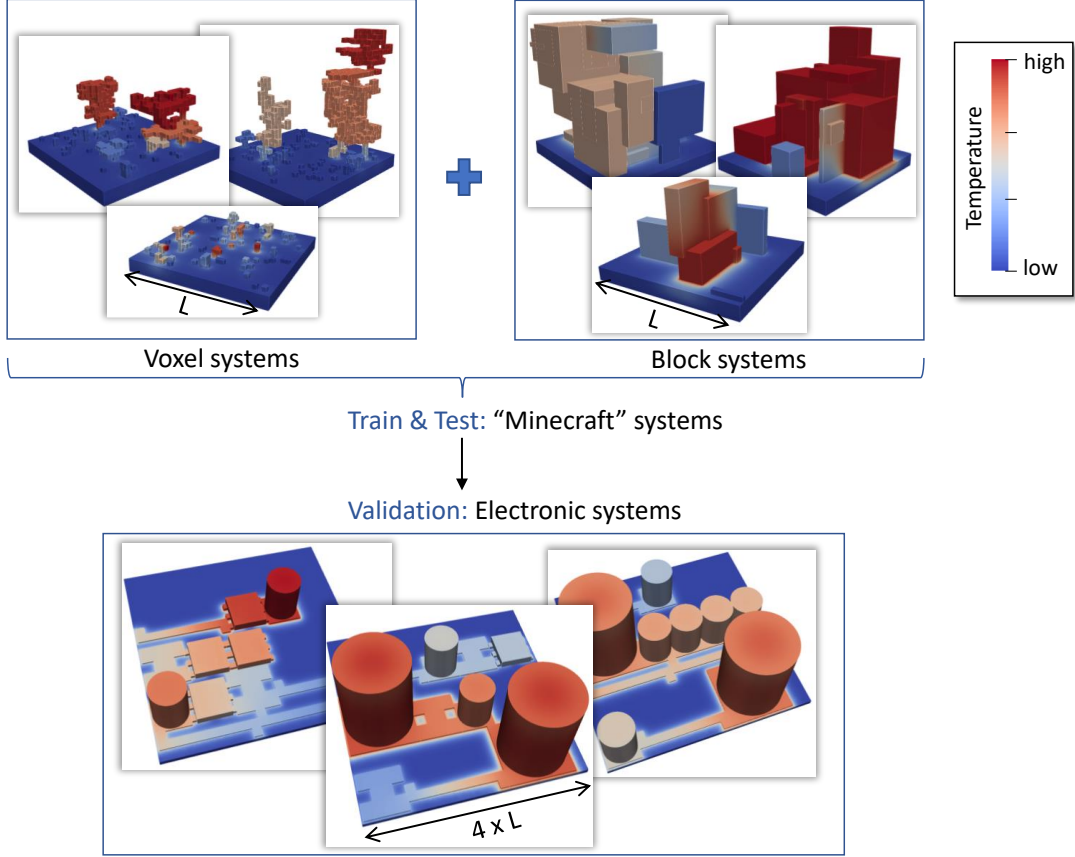 high
Temperature
low
L
L
Voxel systems
Block systems
Train & Test: “Minecraft” systems
Validation: Electronic systems
4 x L